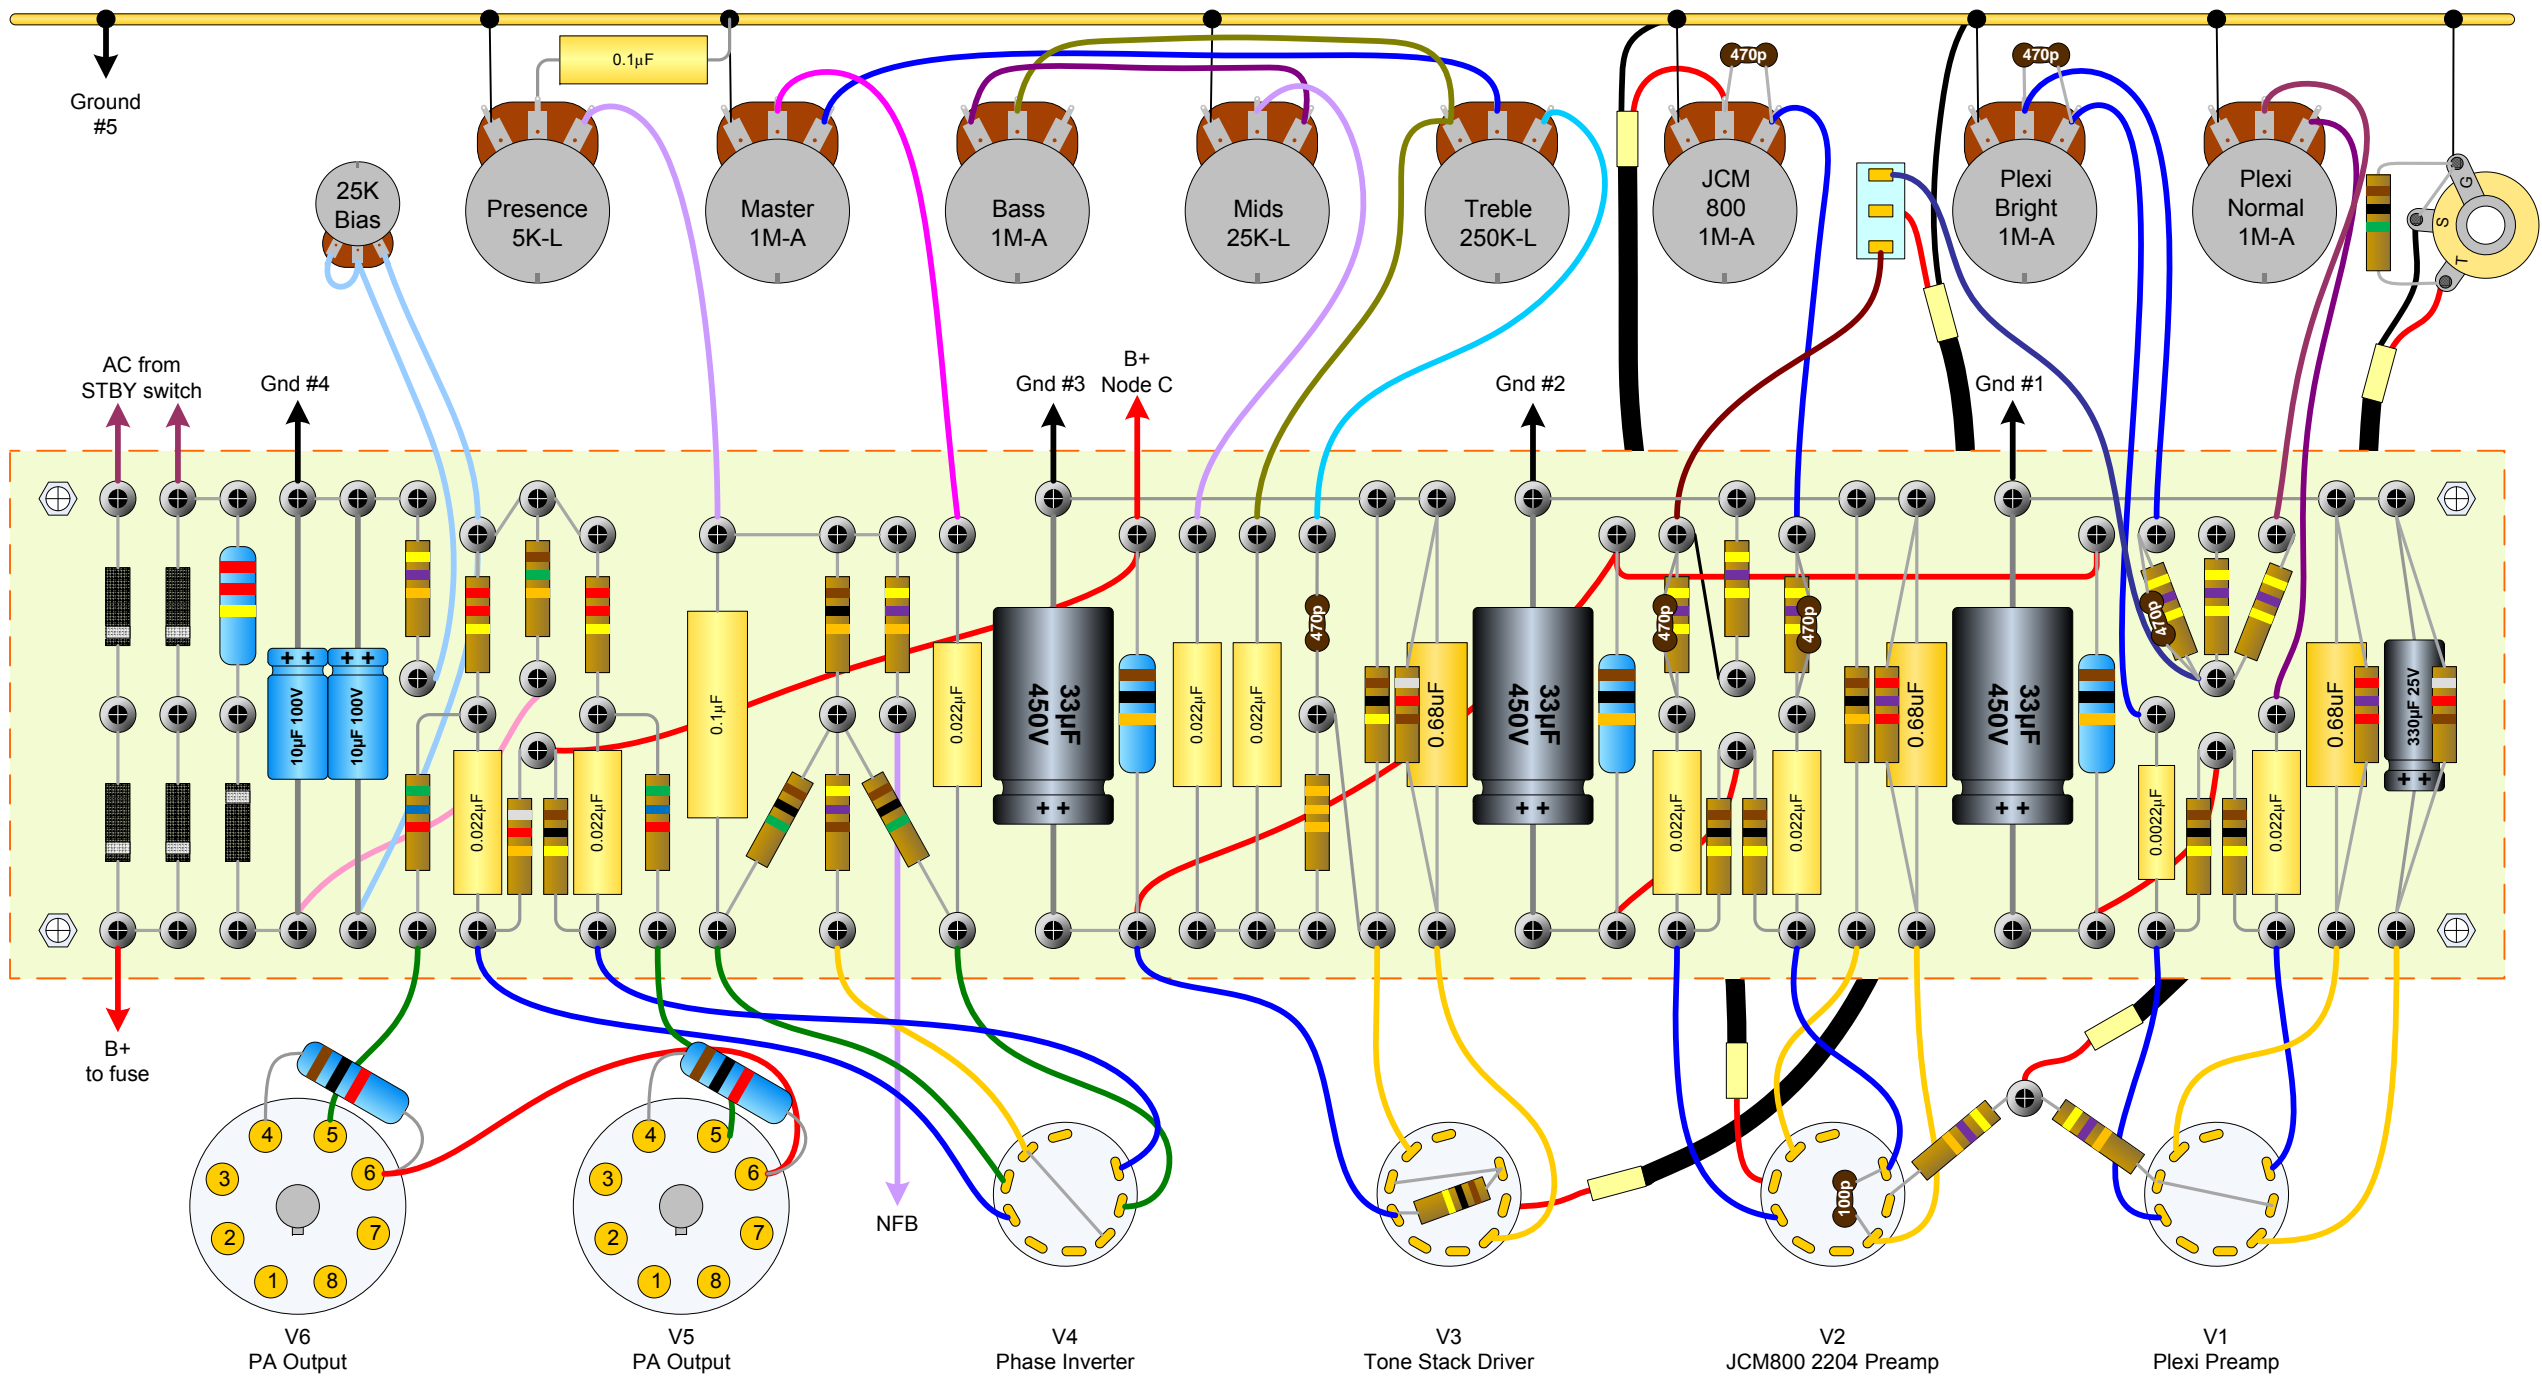 0.1µF
470p
470p
Ground
#5
25K
Bias
Presence
5K-L
Master
1M-A
Bass
1M-A
Mids
25K-L
Treble
250K-L
JCM
800
1M-A
Plexi
Bright
1M-A
Plexi
Normal
1M-A
G
S
T
AC from
STBY switch
Gnd #4
Gnd #3
B+
Node C
Gnd #2
Gnd #1
10µF 100V
10µF 100V
0.022µF
0.022µF
0.1µF
0.022µF
33µF
450V
0.022µF
0.022µF
470p
0.68uF
33µF
450V
470p
470p
0.022µF
0.022µF
0.68uF
33µF
450V
470p
0.0022µF
0.022µF
0.68uF
330µF 25V
B+
to fuse
4
5
3
6
2
7
1
8
4
5
3
6
2
7
1
8
NFB
100p
V6
PA Output
V5
PA Output
V4
Phase Inverter
V3
Tone Stack Driver
V2
JCM800 2204 Preamp
V1
Plexi Preamp